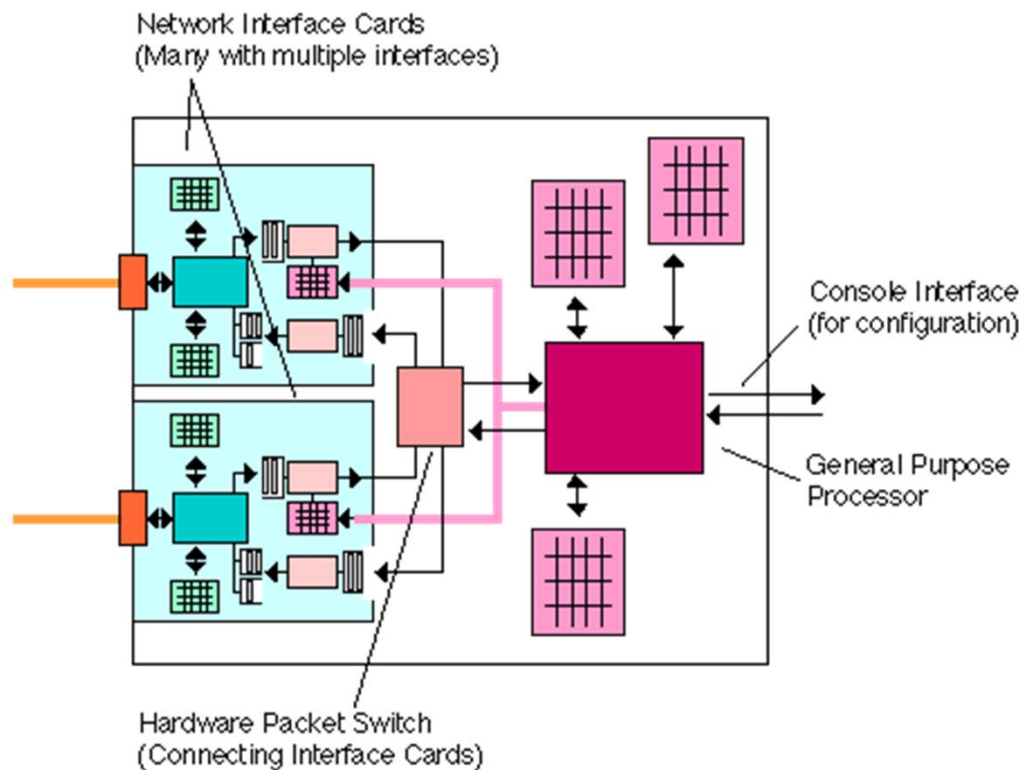 Network Interface Cards
(Many with multiple interfaces)
Console Interface
(for configuration)
General Purpose
Processor
Hardware Packet Switch
(Connecting Interface Cards)